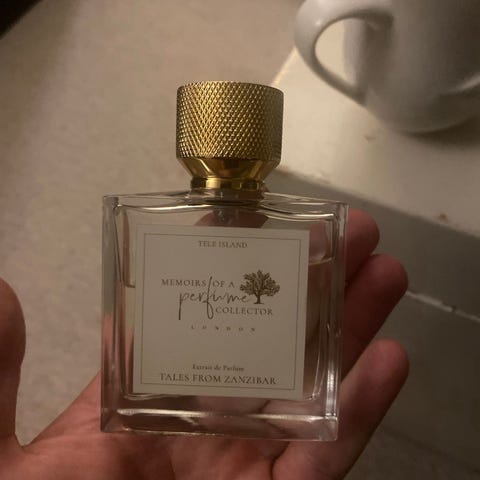 TELE ISLAND
MEMOIRS OF A
perfume
COLLECTOR
LONDON
Extrait de Parfum
TALES FROM ZANZIBAR